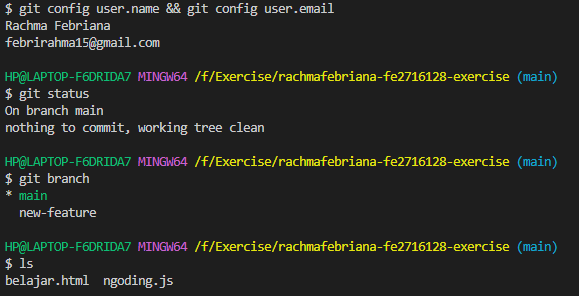 $ git config user.name && git config user.email
Rachma Febriana
febrirahma15@gmail.com
HP@LAPTOP-F6DRIDA7 MINGW64 /f/Exercise/rachmafebriana-fe2716128-exercise (main)
$ git status
On branch main
nothing to commit, working tree clean
HP@LAPTOP-F6DRIDA7 MINGW64 /f/Exercise/rachmafebriana-fe2716128-exercise (main)
$ git branch
* main
  new-feature
HP@LAPTOP-F6DRIDA7 MINGW64 /f/Exercise/rachmafebriana-fe2716128-exercise (main)
$ ls
belajar.html  ngoding.js